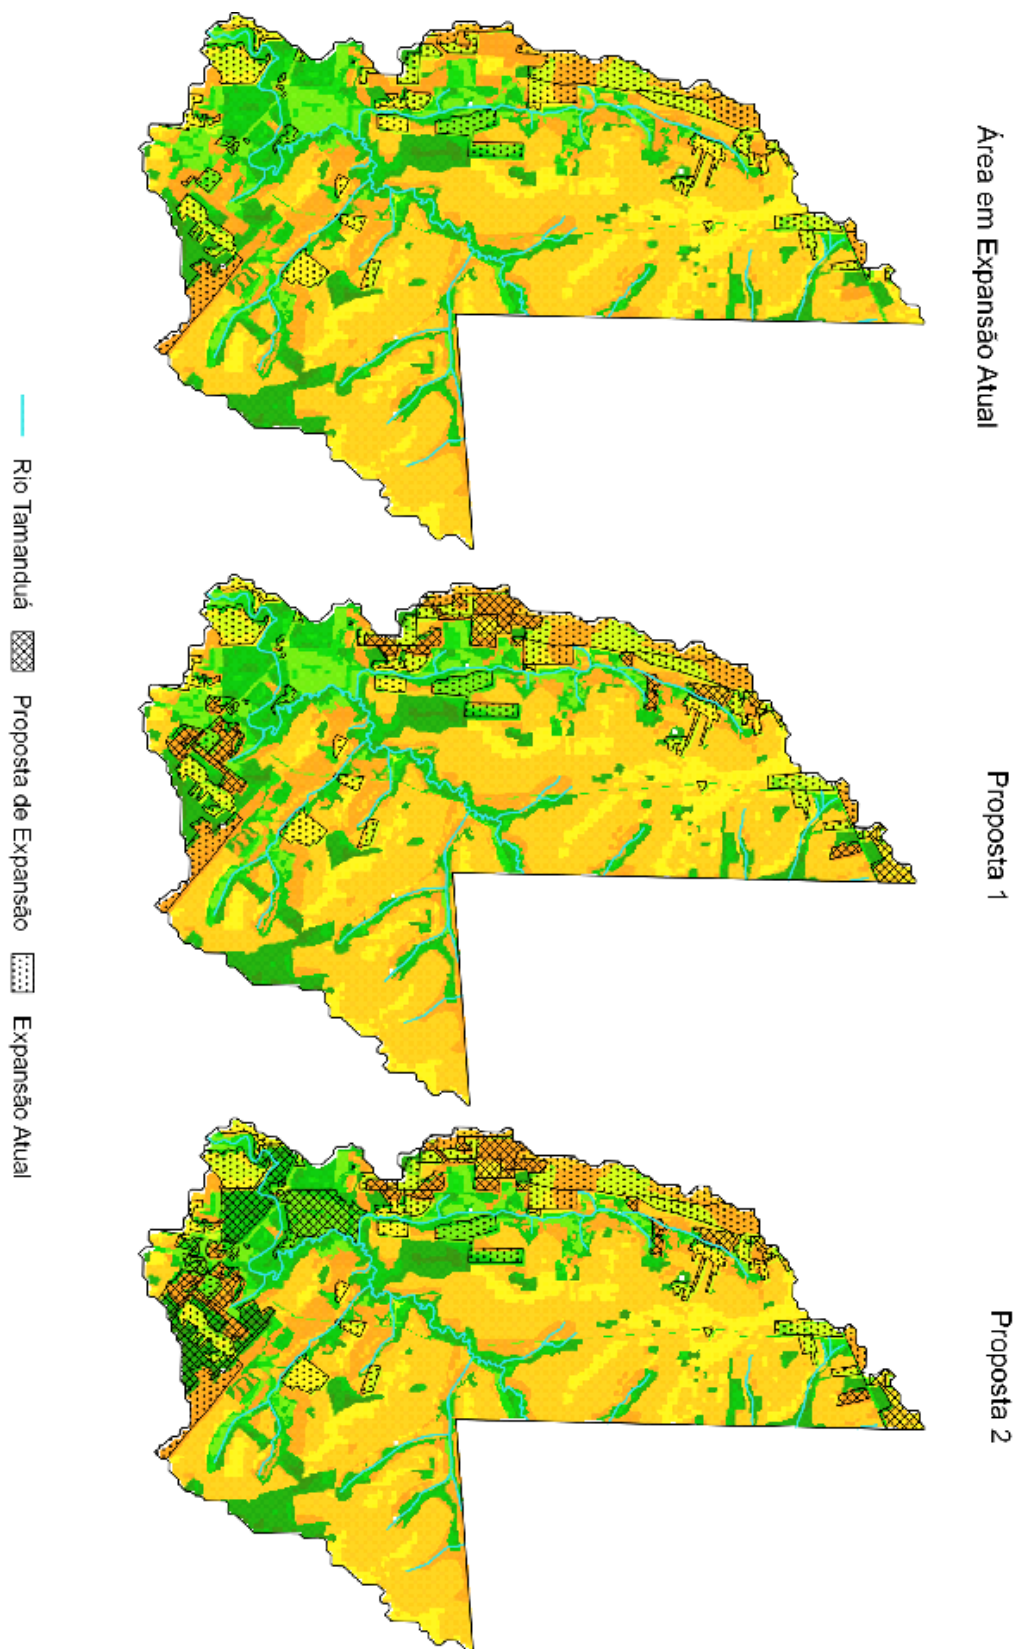 Área em Expansão Atual
Proposta 1
Proposta 2
Rio Tamanduá
Proposta de Expansão
Expansão Atual